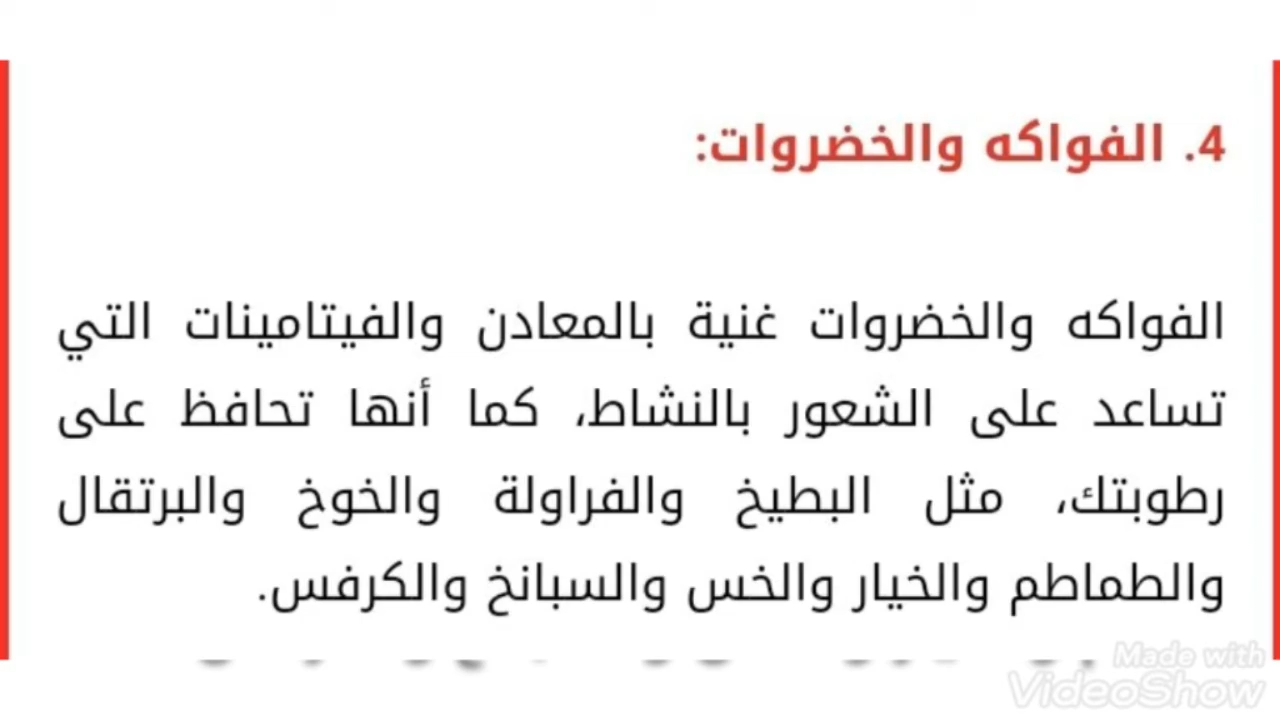 4. الفواكه والخضروات:
الفواكه والخضروات غنية بالمعادن والفيتامينات التي
تساعد على الشعور بالنشاط، كما أنها تحافظ على
رطوبتك، مثل البطيخ والفراولة والخوخ والبرتقال
والطماطم والخيار والخس والسبانخ والكرفس.
Made with
VideoShow